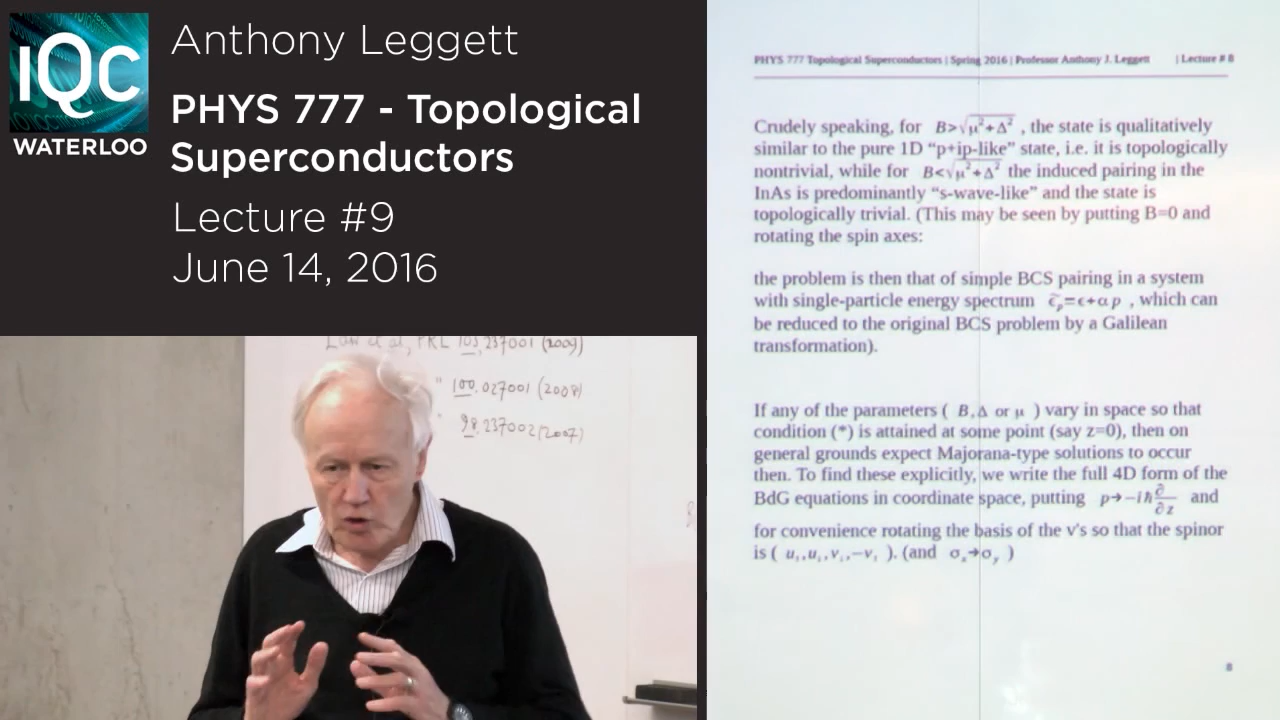 IQC
WATERLOO
Anthony Leggett
PHYS 777 - Topological
Superconductors
Lecture #9
June 14, 2016
Law et al, PRL 103, 237001 (2009)
" 100, 027001 (2008)
" 98, 237002 (2007)
PHYS 777 Topological Superconductors | Spring 2016 | Professor Anthony J. Leggett | Lecture # 8
Crudely speaking, for B>√μ²+Δ² , the state is qualitatively
similar to the pure 1D “p+ip-like” state, i.e. it is topologically
nontrivial, while for B<√μ²+Δ² the induced pairing in the
InAs is predominantly “s-wave-like” and the state is
topologically trivial. (This may be seen by putting B=0 and
rotating the spin axes:
the problem is then that of simple BCS pairing in a system
with single-particle energy spectrum ε̃ₚ=ϵ+αp , which can
be reduced to the original BCS problem by a Galilean
transformation).
If any of the parameters ( B,Δ or μ ) vary in space so that
condition (*) is attained at some point (say z=0), then on
general grounds expect Majorana-type solutions to occur
then. To find these explicitly, we write the full 4D form of the
BdG equations in coordinate space, putting p→−iℏ∂/∂z and
for convenience rotating the basis of the v's so that the spinor
is ( u,u,v,−v ). (and σ→σ )
8